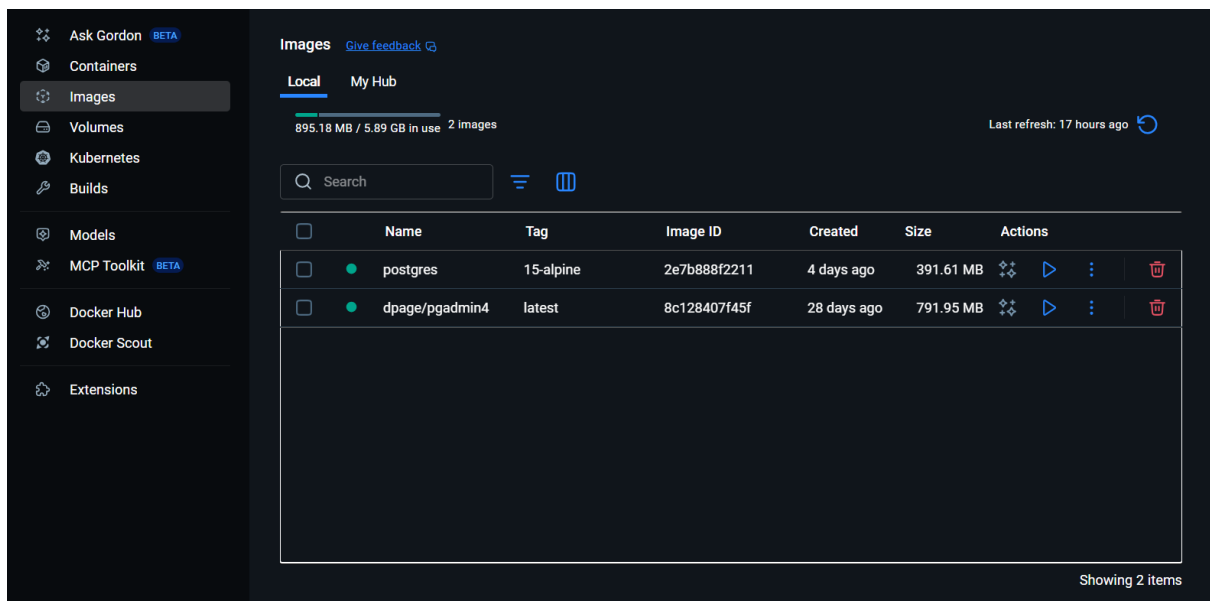 Ask Gordon BETA
Containers
Images
Volumes
Kubernetes
Builds
Models
MCP Toolkit BETA
Docker Hub
Docker Scout
Extensions
Images Give feedback
Local My Hub
895.18 MB / 5.89 GB in use 2 images Last refresh: 17 hours ago
Search
Name Tag Image ID Created Size Actions
postgres 15-alpine 2e7b888f2211 4 days ago 391.61 MB
dpage/pgadmin4 latest 8c128407f45f 28 days ago 791.95 MB
Showing 2 items